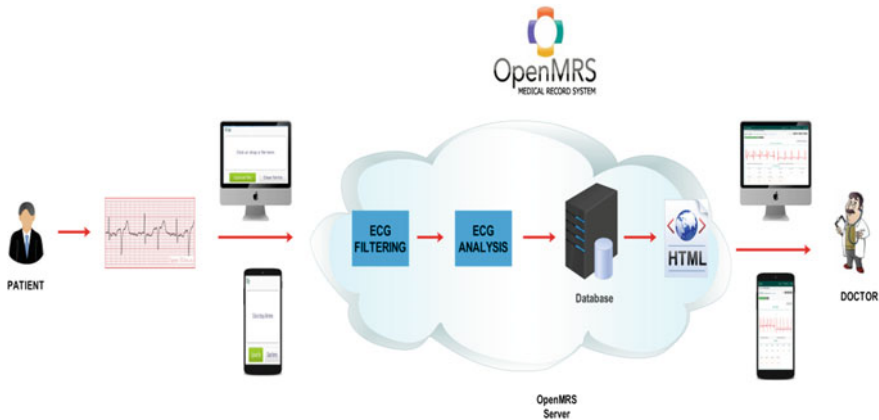 OpenMRS
MEDICAL RECORD SYSTEM
PATIENT
ECG
FILTERING
ECG
ANALYSIS
Database
HTML
DOCTOR
OpenMRS
Server